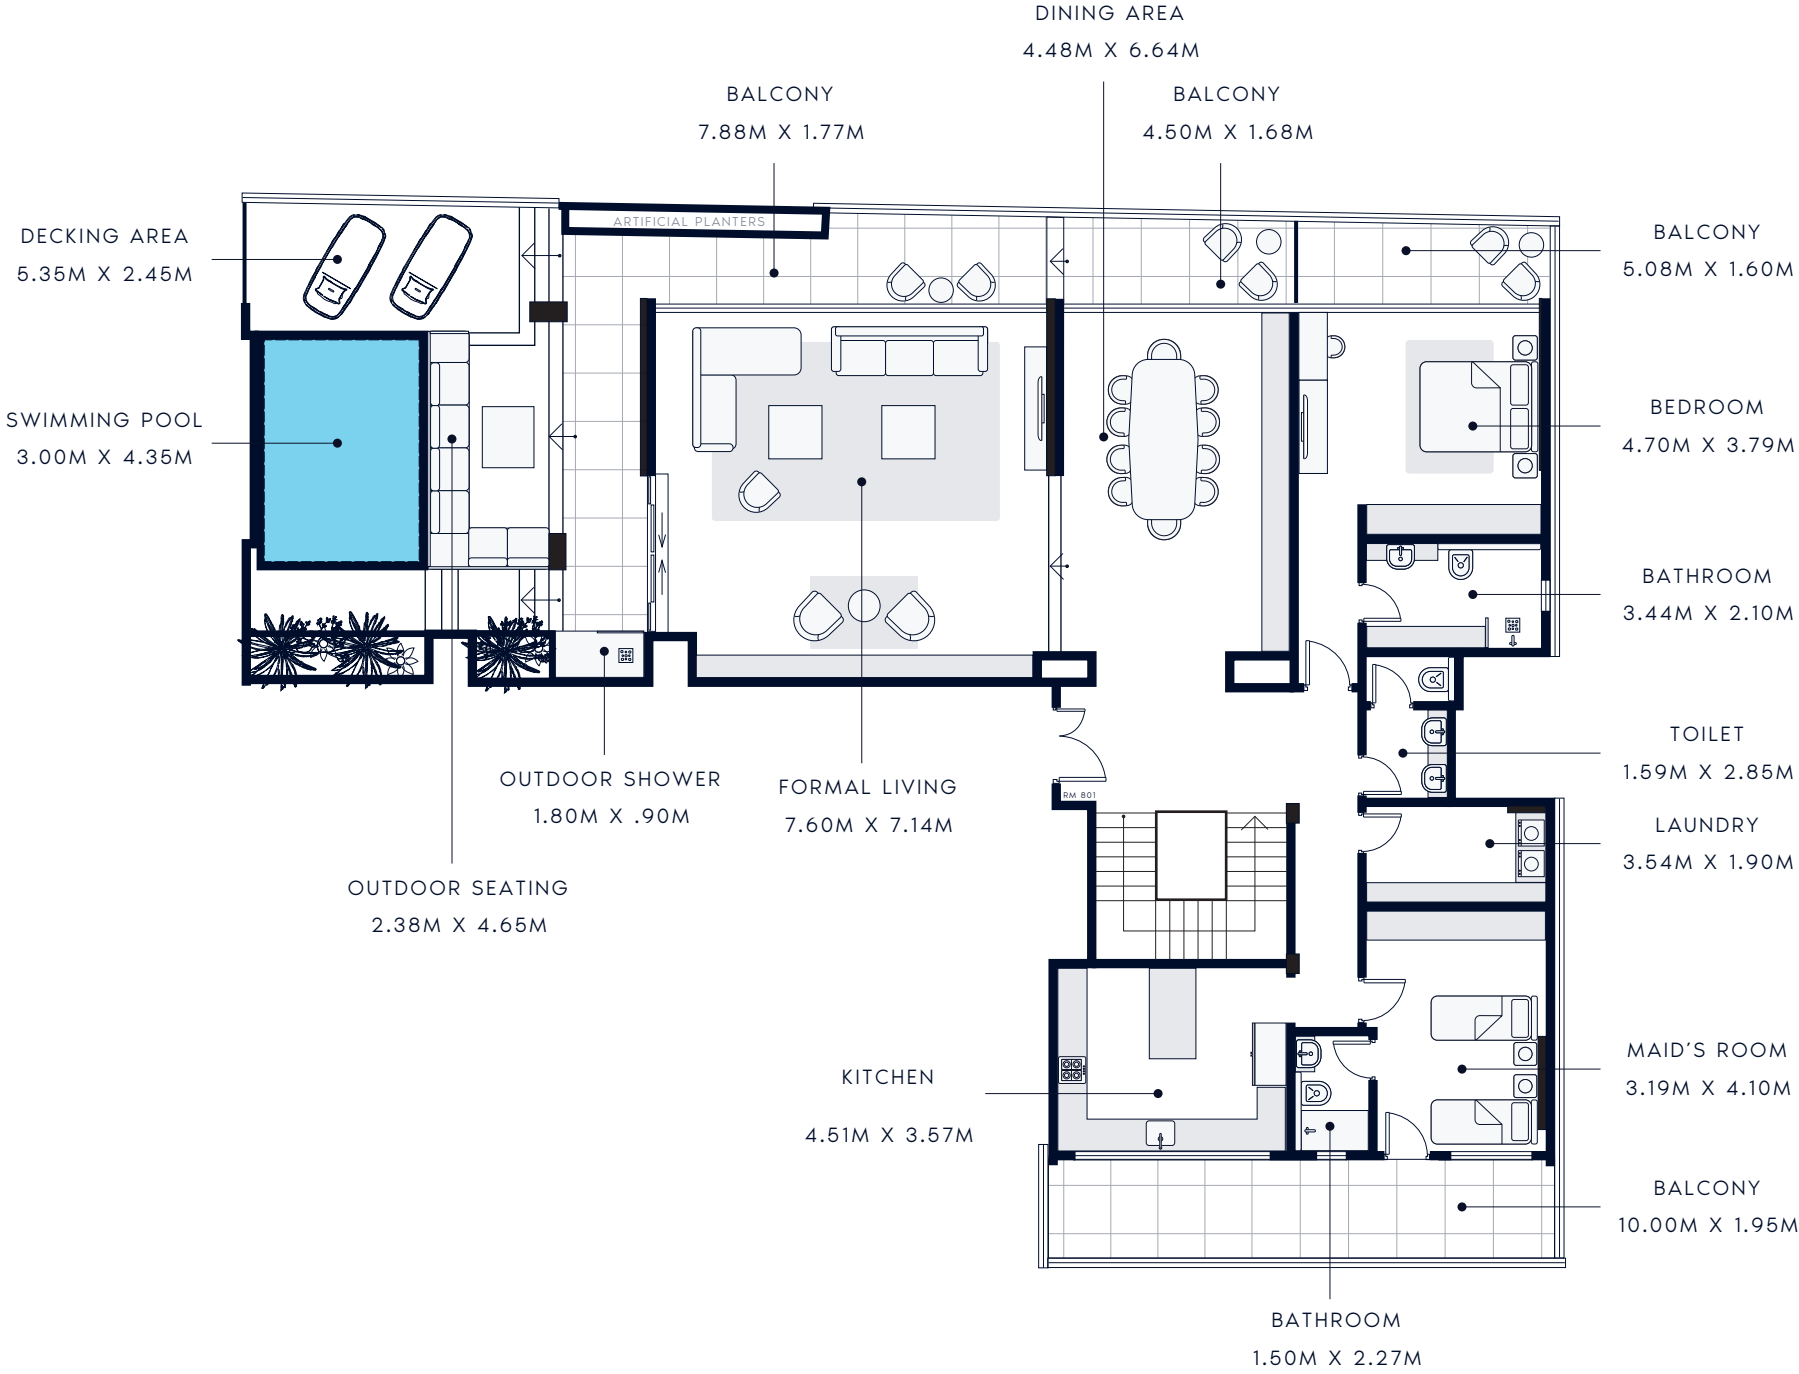 DINING AREA
4.48M X 6.64M
BALCONY
7.88M X 1.77M
BALCONY
4.50M X 1.68M
ARTIFICIAL PLANTERS
DECKING AREA
5.35M X 2.45M
BALCONY
5.08M X 1.60M
SWIMMING POOL
3.00M X 4.35M
BEDROOM
4.70M X 3.79M
BATHROOM
3.44M X 2.10M
TOILET
1.59M X 2.85M
OUTDOOR SHOWER
1.80M X .90M
FORMAL LIVING
7.60M X 7.14M
RM 801
LAUNDRY
3.54M X 1.90M
OUTDOOR SEATING
2.38M X 4.65M
KITCHEN
4.51M X 3.57M
MAID'S ROOM
3.19M X 4.10M
BALCONY
10.00M X 1.95M
BATHROOM
1.50M X 2.27M